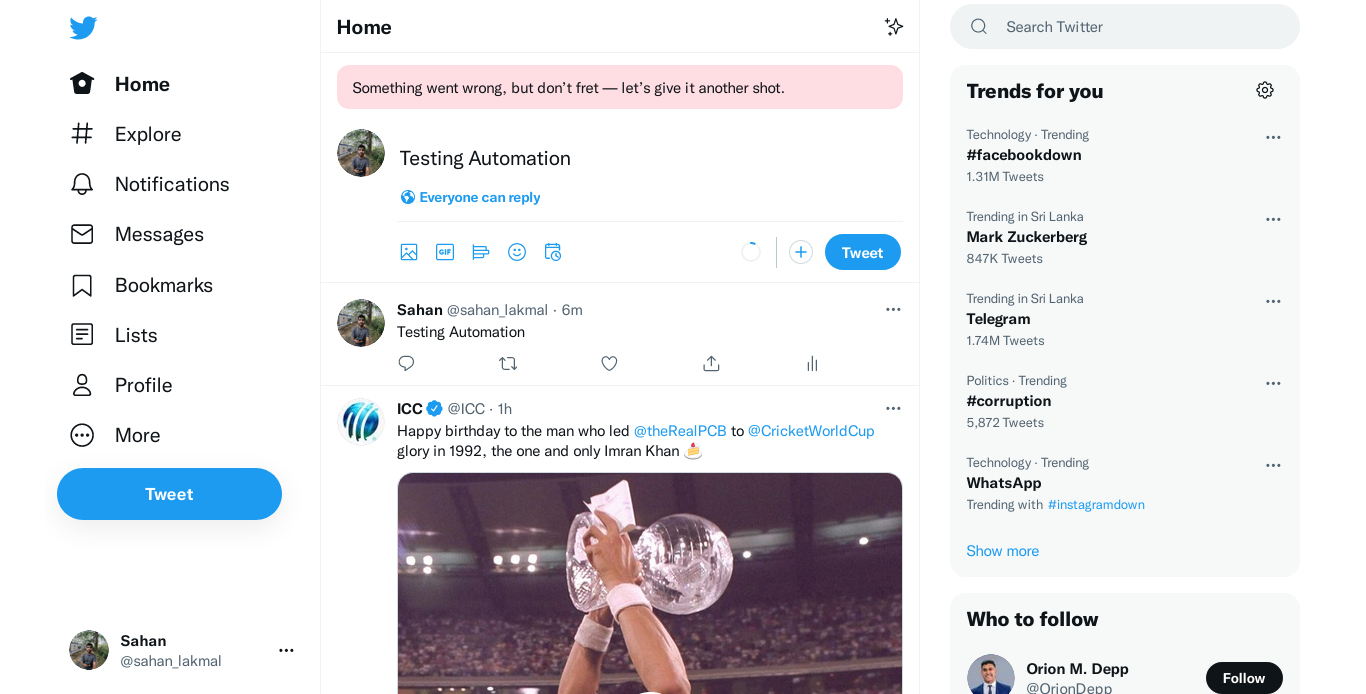 Home
Explore
Notifications
Messages
Bookmarks
Lists
Profile
More
Tweet
Sahan
@sahan_lakmal
Home
Something went wrong, but don’t fret — let’s give it another shot.
Testing Automation
Everyone can reply
GIF
Tweet
Sahan @sahan_lakmal · 6m
Testing Automation
ICC @ICC · 1h
Happy birthday to the man who led @theRealPCB to @CricketWorldCup
glory in 1992, the one and only Imran Khan 🍰
Search Twitter
Trends for you
Technology · Trending
#facebookdown
1.31M Tweets
Trending in Sri Lanka
Mark Zuckerberg
847K Tweets
Trending in Sri Lanka
Telegram
1.74M Tweets
Politics · Trending
#corruption
5,872 Tweets
Technology · Trending
WhatsApp
Trending with #instagramdown
Show more
Who to follow
Orion M. Depp
@OrionDepp
Follow